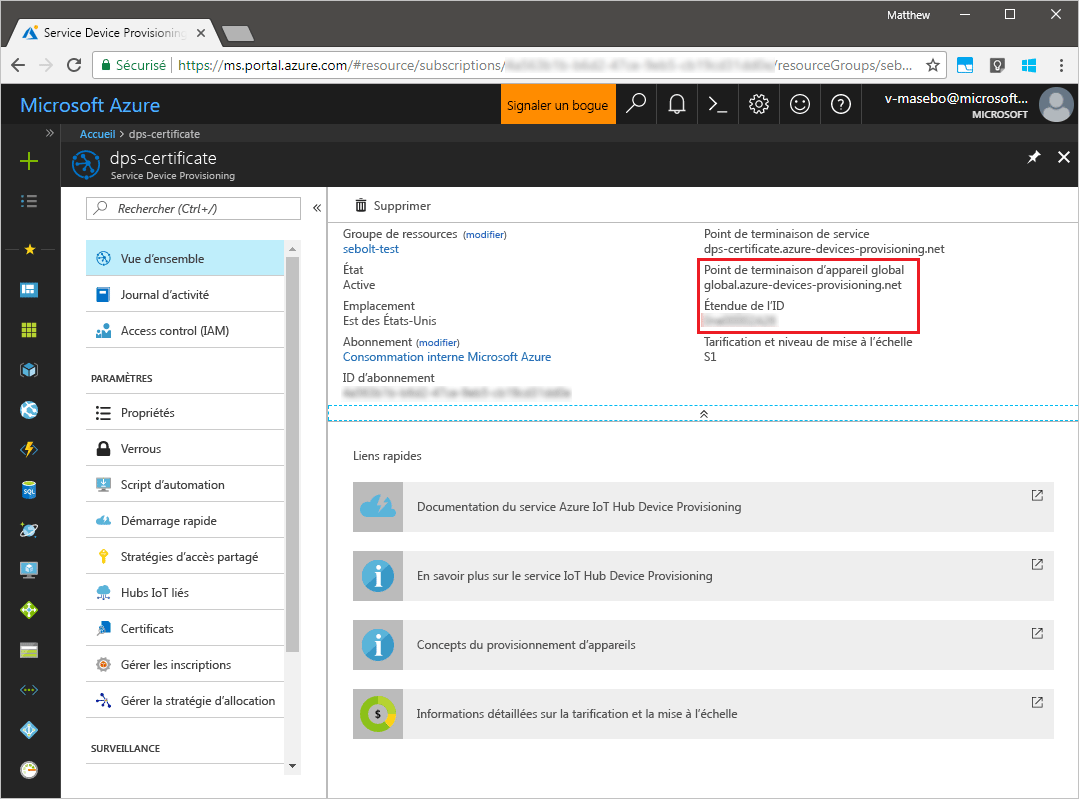 Matthew
Service Device Provisioning
Sécurisé
https://ms.portal.azure.com/#resource/subscriptions/
/resourceGroups/seb...
Microsoft Azure
Signaler un bogue
v-masebo@microsoft...
MICROSOFT
Accueil > dps-certificate
dps-certificate
Service Device Provisioning
Rechercher (Ctrl+/)
Vue d'ensemble
Journal d'activité
Access control (IAM)
PARAMÈTRES
Propriétés
Verrous
Script d'automation
Démarrage rapide
Stratégies d'accès partagé
Hubs IoT liés
Certificats
Gérer les inscriptions
Gérer la stratégie d'allocation
SURVEILLANCE
Supprimer
Groupe de ressources (modifier)
sebolt-test
État
Active
Emplacement
Est des États-Unis
Abonnement (modifier)
Consommation interne Microsoft Azure
ID d'abonnement
Point de terminaison de service
dps-certificate.azure-devices-provisioning.net
Point de terminaison d'appareil global
global.azure-devices-provisioning.net
Étendue de l'ID
Tarification et niveau de mise à l'échelle
S1
Liens rapides
Documentation du service Azure IoT Hub Device Provisioning
En savoir plus sur le service IoT Hub Device Provisioning
Concepts du provisionnement d'appareils
Informations détaillées sur la tarification et la mise à l'échelle
SQL
$